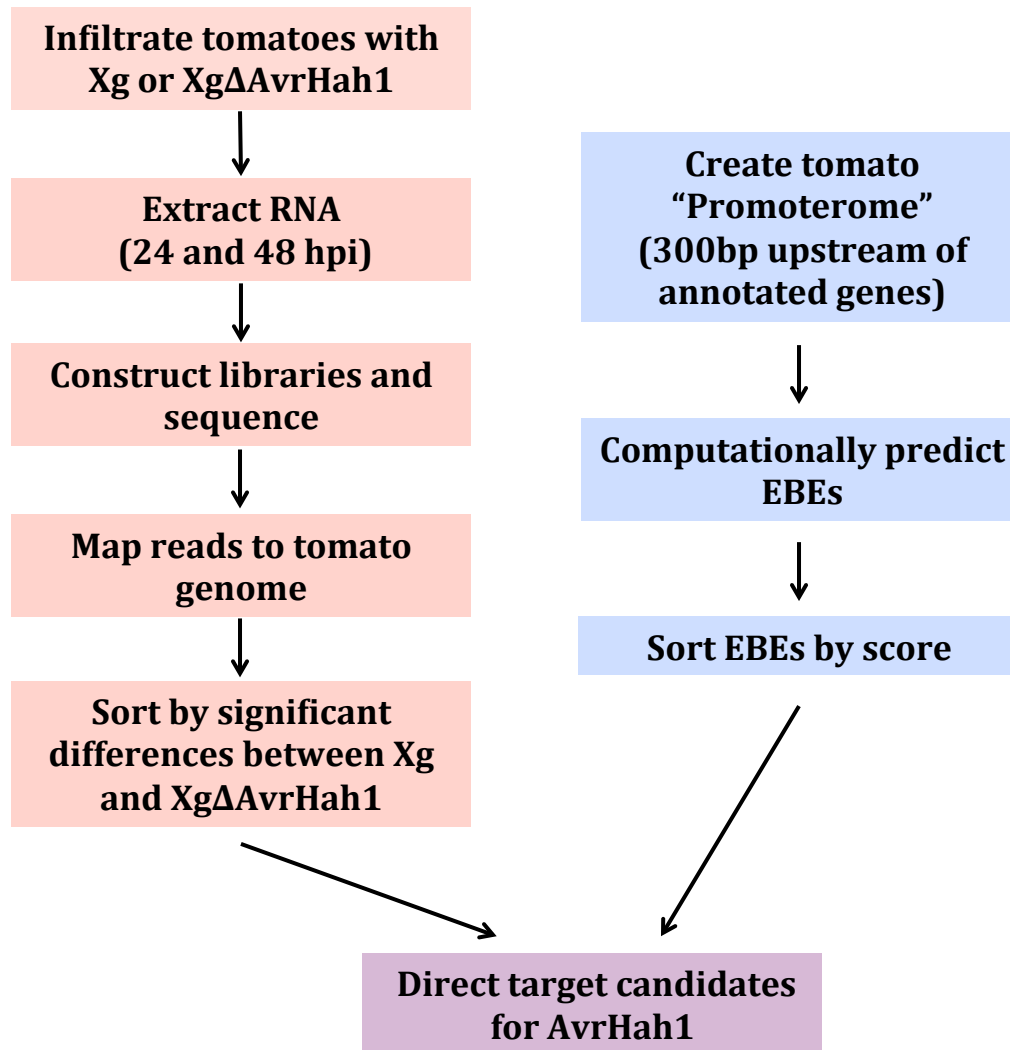 Infiltrate tomatoes with
Xg or XgΔAvrHah1
Extract RNA
(24 and 48 hpi)
Construct libraries and
sequence
Map reads to tomato
genome
Sort by significant
differences between Xg
and XgΔAvrHah1
Create tomato
“Promoterome”
(300bp upstream of
annotated genes)
Computationally predict
EBEs
Sort EBEs by score
Direct target candidates
for AvrHah1